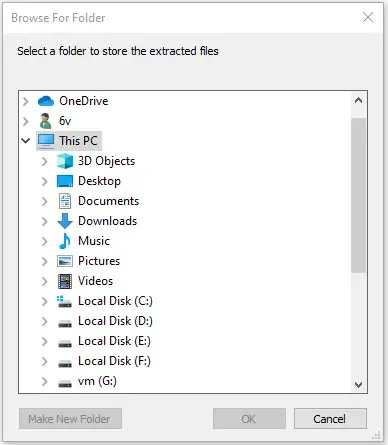 Browse For Folder
Select a folder to store the extracted files
OneDrive
6v
This PC
3D Objects
Desktop
Documents
Downloads
Music
Pictures
Videos
Local Disk (C:)
Local Disk (D:)
Local Disk (E:)
Local Disk (F:)
vm (G:)
Make New Folder
OK
Cancel